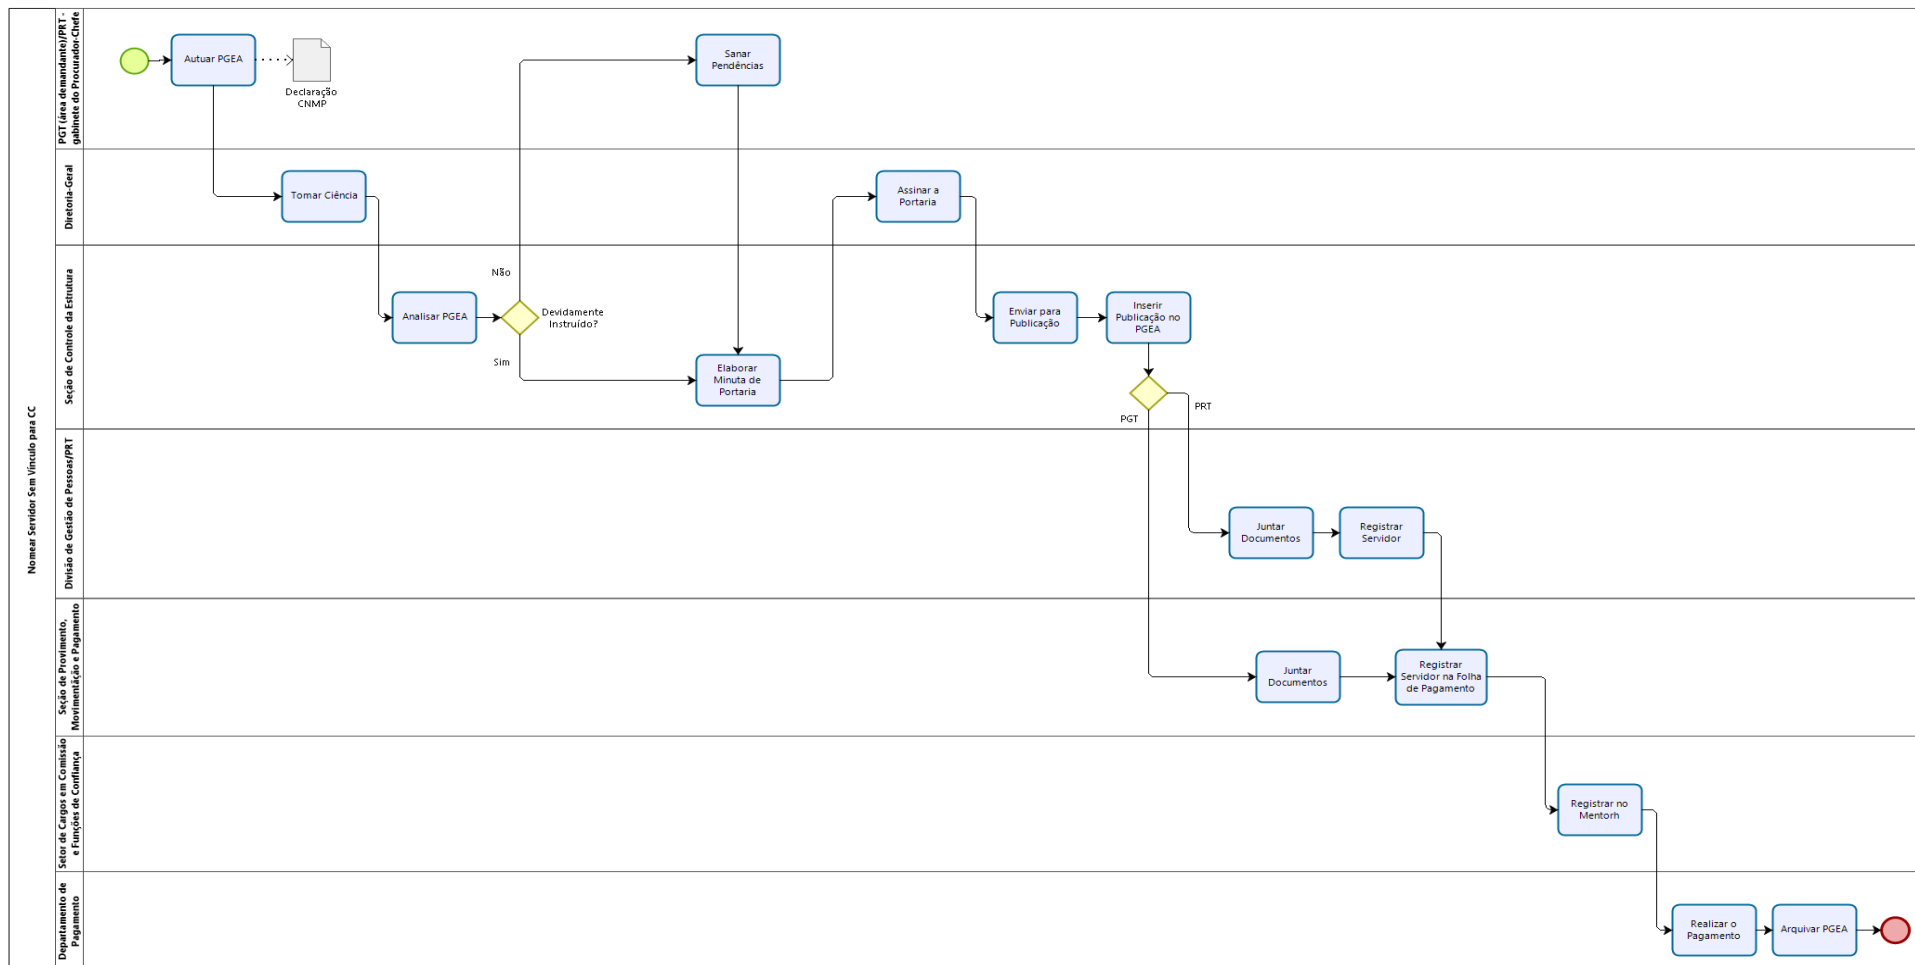 Nomear Servidor Sem Vínculo para CC
PGT (área demandante)/PRT -
gabinete do Procurador-Chefe
Autuar PGEA
Declaração
CNMP
Sanar
Pendências
Diretoria-Geral
Tomar Ciência
Assinar a
Portaria
Seção de Controle da Estrutura
Analisar PGEA
Não
Devidamente
Instruído?
Sim
Elaborar
Minuta de
Portaria
Enviar para
Publicação
Inserir
Publicação no
PGEA
PGT
PRT
Divisão de Gestão de Pessoas/PRT
Juntar
Documentos
Registrar
Servidor
Seção de Provimento,
Movimentação e Pagamento
Juntar
Documentos
Registrar
Servidor na Folha
de Pagamento
Setor de Cargos em Comissão
e Funções de Confiança
Registrar no
Mentorh
Departamento de
Pagamento
Realizar o
Pagamento
Arquivar PGEA